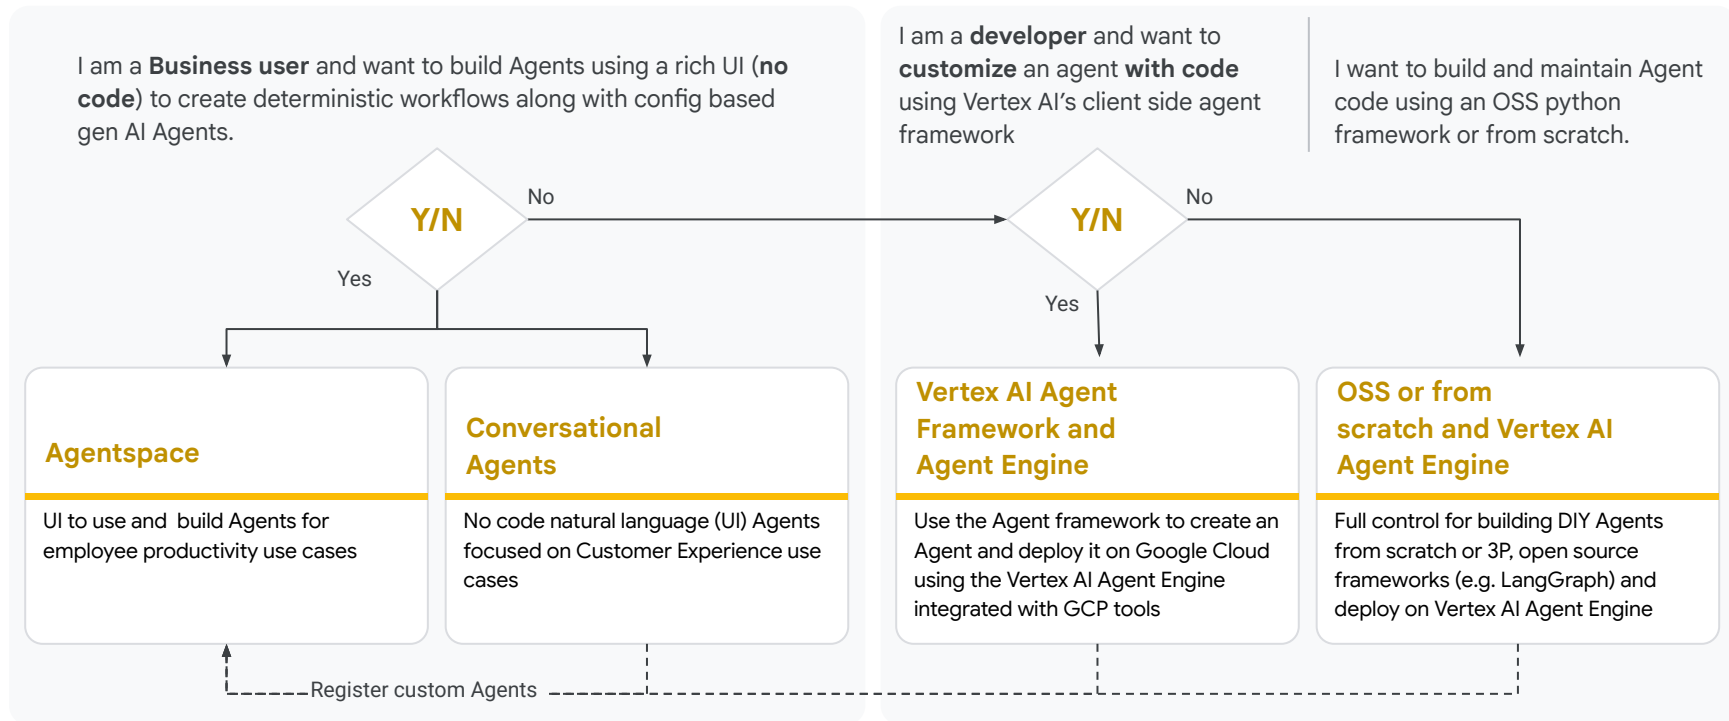 I am a Business user and want to build Agents using a rich UI (no
code) to create deterministic workflows along with config based
gen AI Agents.
I am a developer and want to
customize an agent with code
using Vertex AI's client side agent
framework
I want to build and maintain Agent
code using an OSS python
framework or from scratch.
Y/N
No
Yes
Y/N
No
Yes
Agentspace
UI to use and build Agents for
employee productivity use cases
Conversational
Agents
No code natural language (UI) Agents
focused on Customer Experience use
cases
Vertex AI Agent
Framework and
Agent Engine
Use the Agent framework to create an
Agent and deploy it on Google Cloud
using the Vertex AI Agent Engine
integrated with GCP tools
OSS or from
scratch and Vertex AI
Agent Engine
Full control for building DIY Agents
from scratch or 3P, open source
frameworks (e.g. LangGraph) and
deploy on Vertex AI Agent Engine
Register custom Agents